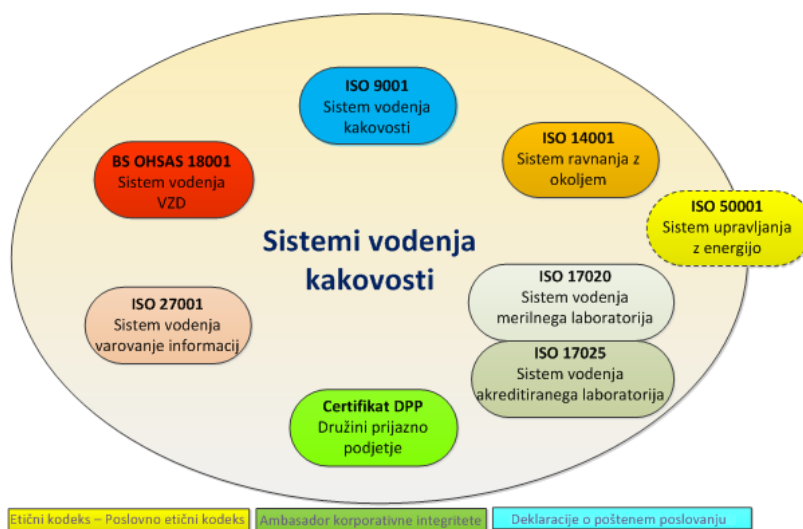 ISO 9001
Sistem vodenja
kakovosti
ISO 14001
Sistem ravnanja z
okoljem
BS OHSAS 18001
Sistem vodenja
VZD
ISO 50001
Sistem upravljanja
z energijo
Sistemi vodenja
kakovosti
ISO 17020
Sistem vodenja
merilnega laboratorija
ISO 27001
Sistem vodenja
varovanje informacij
ISO 17025
Sistem vodenja
akreditiranega laboratorija
Certifikat DPP
Družini prijazno
podjetje
Etični kodeks – Poslovno etični kodeks
Ambasador korporativne integritete
Deklaracije o poštenem poslovanju